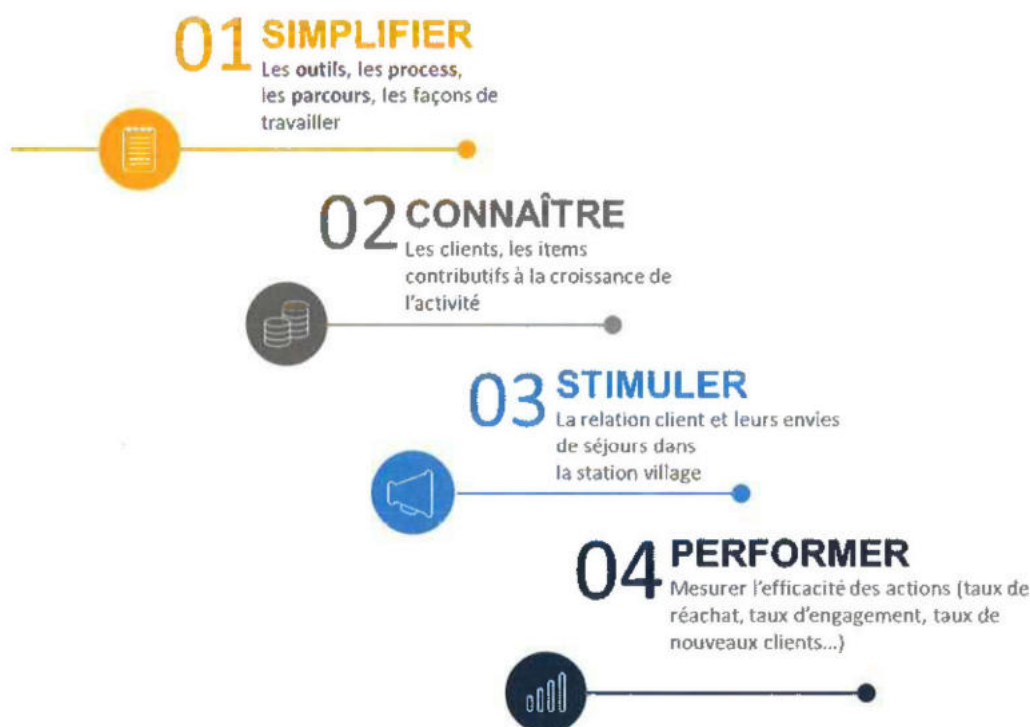 01 SIMPLIFIER
Les outils, les process,
les parcours, les façons de
travailler
02 CONNAÎTRE
Les clients, les items
contributifs à la croissance de
l'activité
03 STIMULER
La relation client et leurs envies
de séjours dans
la station village
04 PERFORMER
Mesurer l'efficacité des actions (taux de
réachat, taux d'engagement, taux de
nouveaux clients...)